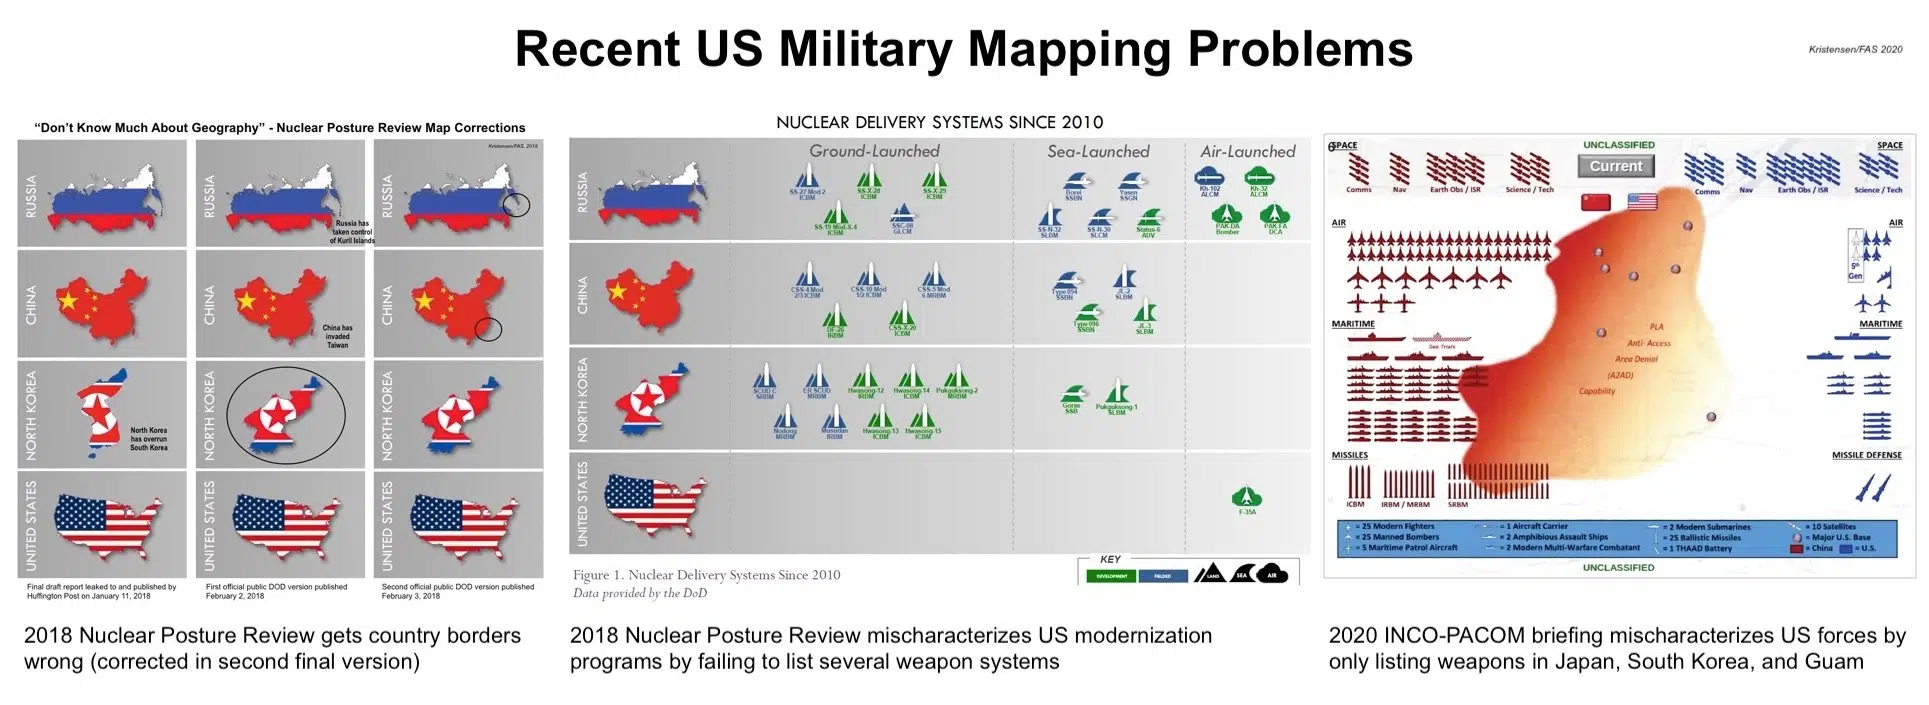 Recent US Military Mapping Problems
Kristensen/FAS 2020
“Don’t Know Much About Geography” - Nuclear Posture Review Map Corrections
Kristensen/FAS, 2018
RUSSIA
RUSSIA
Russia has
taken control
of Kuril Islands
RUSSIA
CHINA
CHINA
China has
invaded
Taiwan
CHINA
NORTH KOREA
North Korea
has overrun
South Korea
NORTH KOREA
NORTH KOREA
UNITED STATES
UNITED STATES
UNITED STATES
Final draft report leaked to and published by
Huffington Post on January 11, 2018
First official public DOD version published
February 2, 2018
Second official public DOD version published
February 3, 2018
2018 Nuclear Posture Review gets country borders
wrong (corrected in second final version)
NUCLEAR DELIVERY SYSTEMS SINCE 2010
Ground-Launched
Sea-Launched
Air-Launched
RUSSIA
SS-27 Mod 2
ICBM
SS-X-28
ICBM
SS-X-29
ICBM
SS-19 Mod-X-4
ICBM
SSC-08
GLCM
Borei
SSBN
Yasen
SSGN
SS-N-32
SLBM
SS-N-30
SLCM
Status-6
AUV
Kh-102
ALCM
Kh-32
ALCM
PAK-DA
Bomber
PAK-FA
DCA
CHINA
CSS-4 Mod
2/3 ICBM
CSS-10 Mod
1/2 ICBM
CSS-5 Mod
6 MRBM
DF-26
IRBM
CSS-X-20
ICBM
Type 094
SSBN
JL-2
SLBM
Type 096
SSBN
JL-3
SLBM
NORTH KOREA
SCUD C
SRBM
ER SCUD
MRBM
Hwasong-12
IRBM
Hwasong-14
ICBM
Pukguksong-2
MRBM
Nodong
MRBM
Musudan
IRBM
Hwasong-13
ICBM
Hwasong-15
ICBM
Gorae
SSB
Pukguksong-1
SLBM
UNITED STATES
F-35A
KEY
DEVELOPMENT
FIELDED
LAND
SEA
AIR
Figure 1. Nuclear Delivery Systems Since 2010
Data provided by the DoD
2018 Nuclear Posture Review mischaracterizes US modernization
programs by failing to list several weapon systems
UNCLASSIFIED
Current
SPACE
Comms
Nav
Earth Obs / ISR
Science / Tech
SPACE
Comms
Nav
Earth Obs / ISR
Science / Tech
AIR
AIR
5th
Gen
MARITIME
Sea Trials
MARITIME
PLA
Anti- Access
Area Denial
(A2AD)
Capability
MISSILES
ICBM
IRBM / MRBM
SRBM
MISSILE DEFENSE
= 25 Modern Fighters
= 25 Manned Bombers
= 5 Maritime Patrol Aircraft
= 1 Aircraft Carrier
= 2 Amphibious Assault Ships
= 2 Modern Multi-Warfare Combatant
= 2 Modern Submarines
= 25 Ballistic Missiles
= 1 THAAD Battery
= 10 Satellites
= Major U.S. Base
= China
= U.S.
UNCLASSIFIED
2020 INCO-PACOM briefing mischaracterizes US forces by
only listing weapons in Japan, South Korea, and Guam